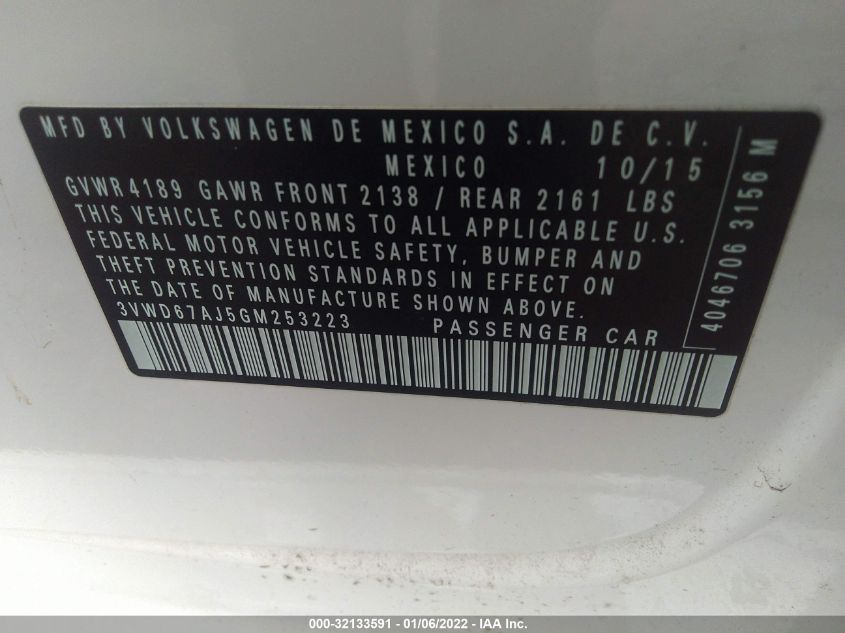 MFD BY VOLKSWAGEN DE MEXICO S.A. DE C.V.
MEXICO 10/15
GVWR 4189 GAWR FRONT 2138 / REAR 2161 LBS
THIS VEHICLE CONFORMS TO ALL APPLICABLE U.S.
FEDERAL MOTOR VEHICLE SAFETY, BUMPER AND
THEFT PREVENTION STANDARDS IN EFFECT ON
THE DATE OF MANUFACTURE SHOWN ABOVE.
3VWD67AJ5GM253223 PASSENGER CAR
4046706 3156 M
000-32133591 - 01/06/2022 - IAA Inc.